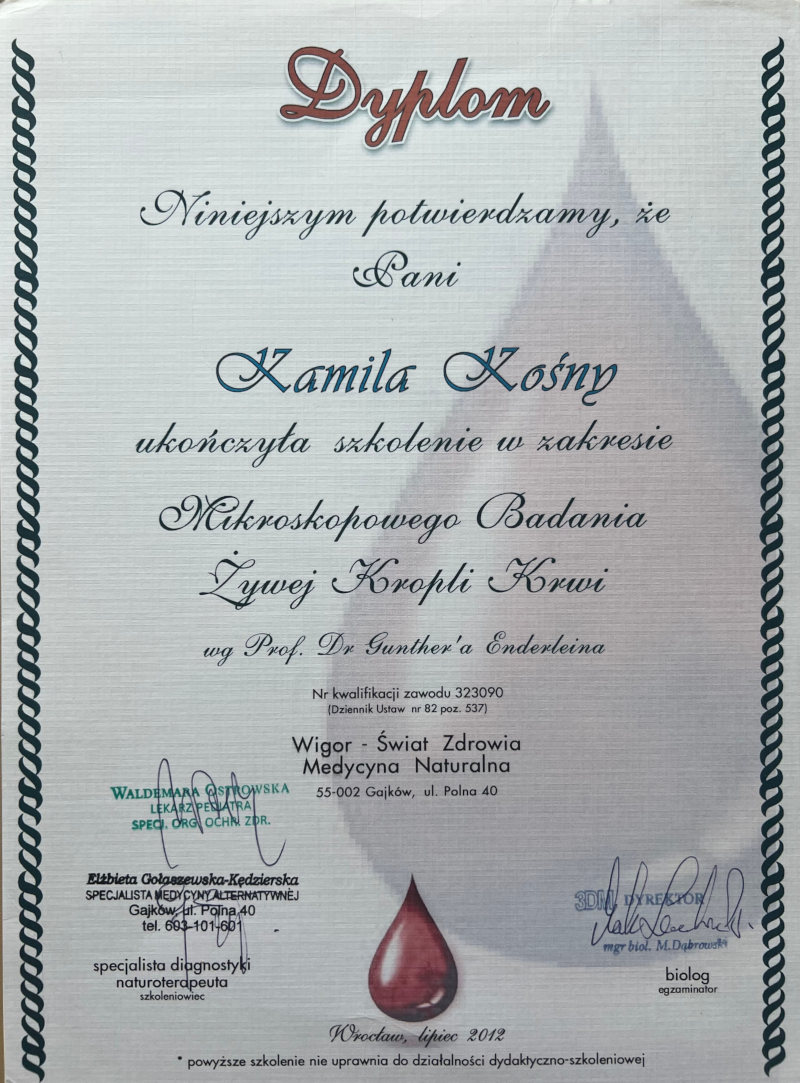 Dyplom
Niniejszym potwierdzamy, że
Pani
Kamila Kośny
ukończyła szkolenie w zakresie
Mikroskopowego Badania
Żywej Kropli Krwi
wg Prof. Dr Gunther'a Enderleina
Nr kwalifikacji zawodu 323090
(Dziennik Ustaw nr 82 poz. 537)
Wigor - Świat Zdrowia
Medycyna Naturalna
55-002 Gajków, ul. Polna 40
WALDEMARA OSTROWSKA
LEKARZ PEDIATRA
SPECJ. ORG. OCHR. ZDR.
Elżbieta Gołaszewska-Kędzierska
SPECJALISTA MEDYCYNY ALTERNATYWNEJ
Gajków, ul. Polna 40
tel. 603-101-601
specjalista diagnostyki
naturoterapeuta
szkoleniowiec
3DM DYREKTOR
mgr biol. M. Dąbrowski
biolog
egzaminator
Wrocław, lipiec 2012
* powyższe szkolenie nie uprawnia do działalności dydaktyczno-szkoleniowej